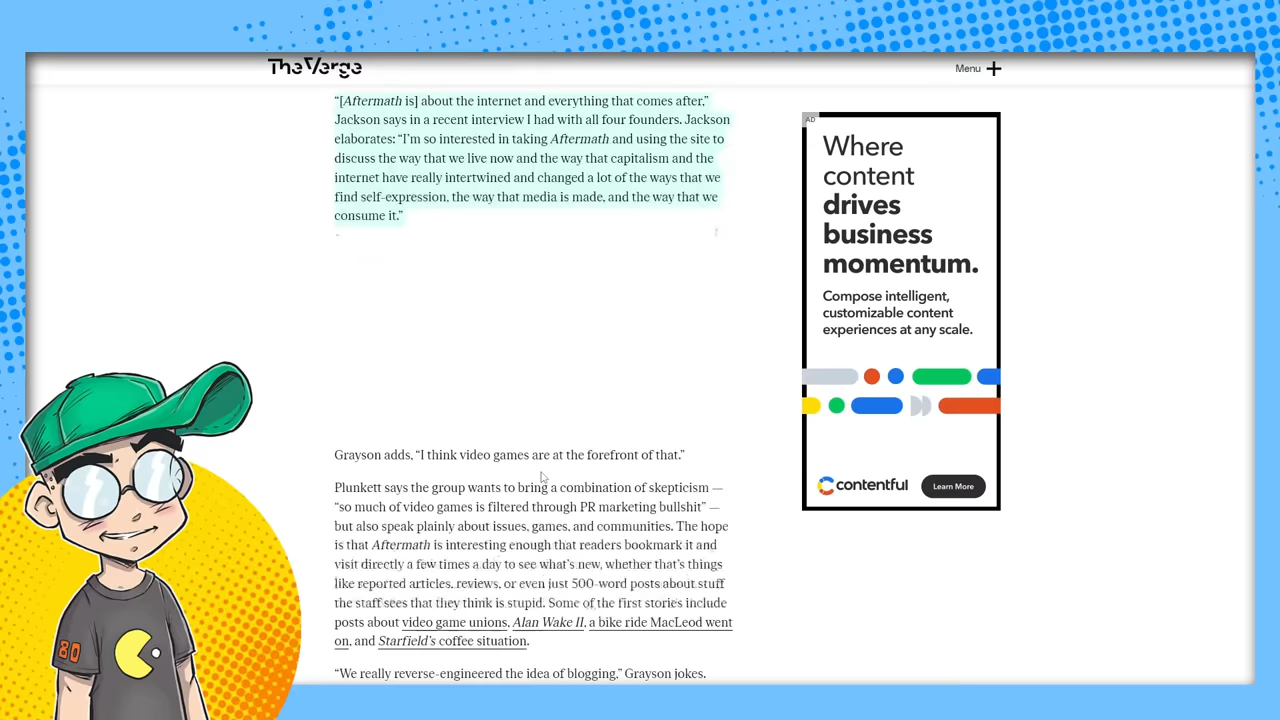 The Verge
Menu
“[Aftermath is] about the internet and everything that comes after,”
Jackson says in a recent interview I had with all four founders. Jackson
elaborates: “I’m so interested in taking Aftermath and using the site to
discuss the way that we live now and the way that capitalism and the
internet have really intertwined and changed a lot of the ways that we
find self-expression, the way that media is made, and the way that we
consume it.”
Grayson adds, “I think video games are at the forefront of that.”
Plunkett says the group wants to bring a combination of skepticism —
“so much of video games is filtered through PR marketing bullshit” —
but also speak plainly about issues, games, and communities. The hope
is that Aftermath is interesting enough that readers bookmark it and
visit directly a few times a day to see what’s new, whether that’s things
like reported articles, reviews, or even just 500-word posts about stuff
the staff sees that they think is stupid. Some of the first stories include
posts about video game unions, Alan Wake II, a bike ride MacLeod went
on, and Starfield’s coffee situation.
“We really reverse-engineered the idea of blogging,” Grayson jokes.
AD
Where
content
drives
business
momentum.
Compose intelligent,
customizable content
experiences at any scale.
contentful
Learn More
80